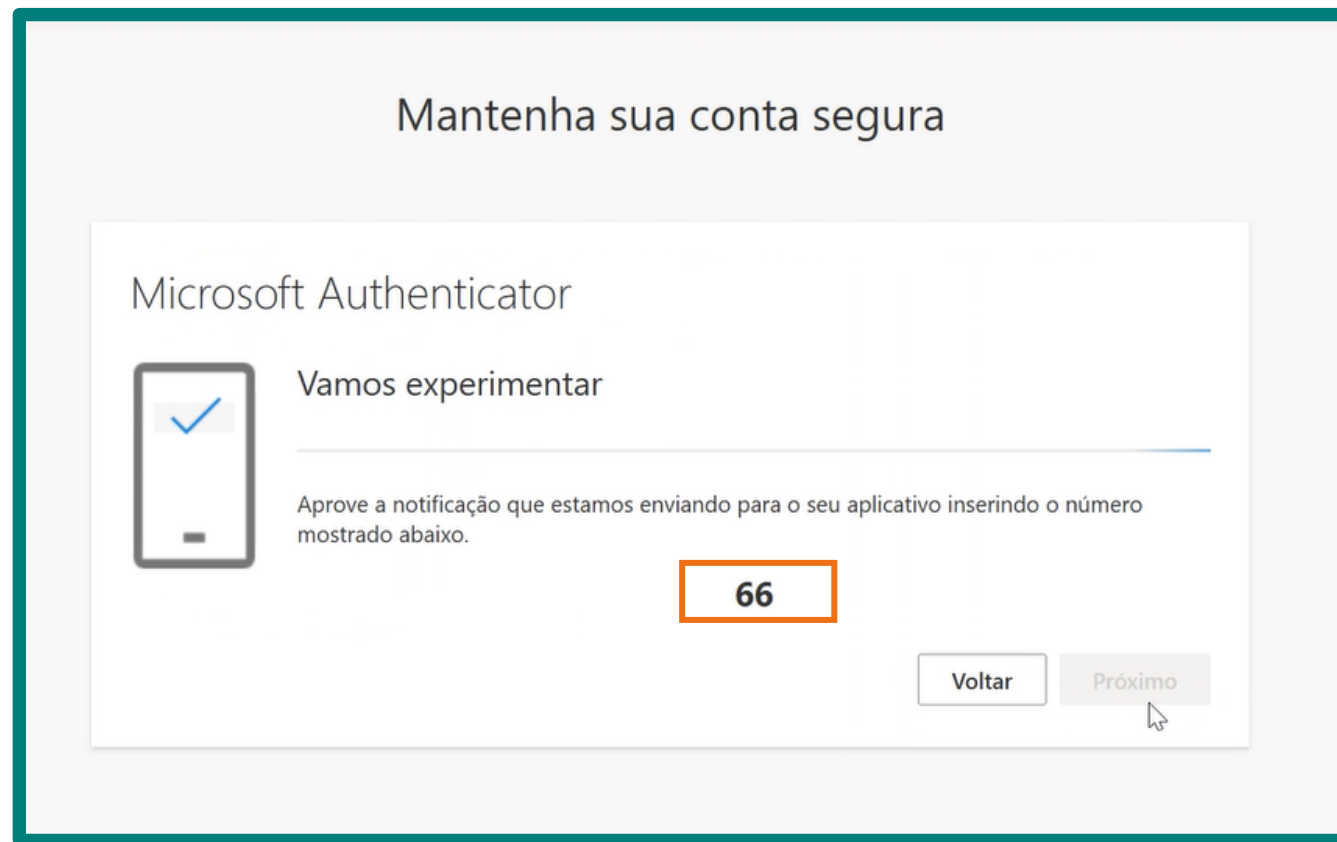 Mantenha sua conta segura
Microsoft Authenticator
Vamos experimentar
Aprove a notificação que estamos enviando para o seu aplicativo inserindo o número
mostrado abaixo.
66
Voltar
Próximo